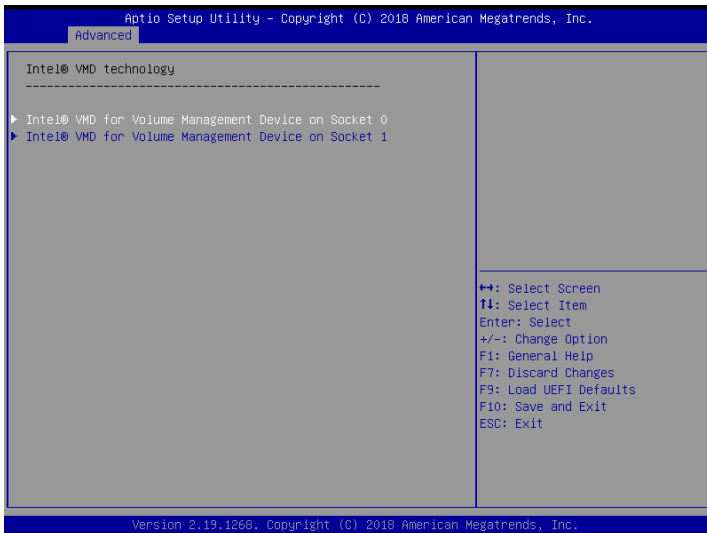 Aptio Setup Utility – Copyright (C) 2018 American Megatrends, Inc.
Advanced
Intel® VMD technology
--------------------------------------------------
Intel® VMD for Volume Management Device on Socket 0
Intel® VMD for Volume Management Device on Socket 1
↔: Select Screen
↑↓: Select Item
Enter: Select
+/-: Change Option
F1: General Help
F7: Discard Changes
F9: Load UEFI Defaults
F10: Save and Exit
ESC: Exit
Version 2.19.1268. Copyright (C) 2018 American Megatrends, Inc.